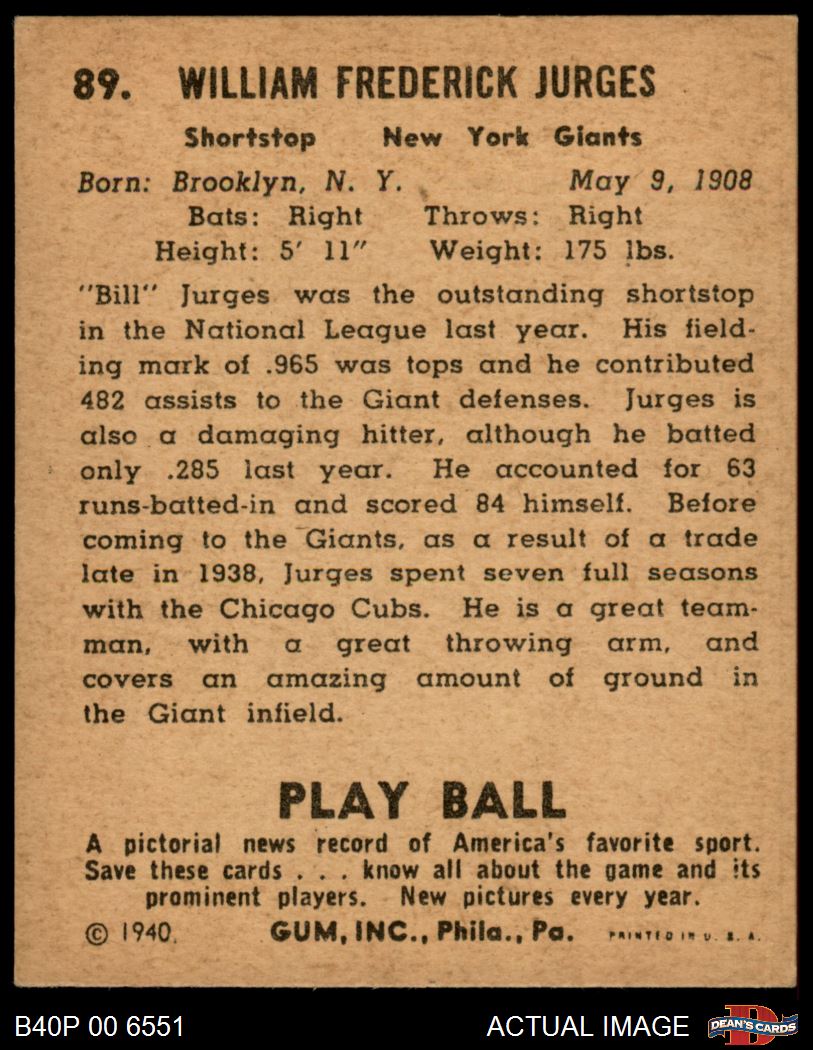 89. WILLIAM FREDERICK JURGES
Shortstop New York Giants
Born: Brooklyn, N. Y. May 9, 1908
Bats: Right Throws: Right
Height: 5' 11" Weight: 175 lbs.
"Bill" Jurges was the outstanding shortstop
in the National League last year. His field-
ing mark of .965 was tops and he contributed
482 assists to the Giant defenses. Jurges is
also a damaging hitter, although he batted
only .285 last year. He accounted for 63
runs-batted-in and scored 84 himself. Before
coming to the Giants, as a result of a trade
late in 1938, Jurges spent seven full seasons
with the Chicago Cubs. He is a great team-
man, with a great throwing arm, and
covers an amazing amount of ground in
the Giant infield.
PLAY BALL
A pictorial news record of America's favorite sport.
Save these cards . . . know all about the game and its
prominent players. New pictures every year.
© 1940. GUM, INC., Phila., Pa. PRINTED IN U. S. A.
B40P 00 6551 ACTUAL IMAGE D DEAN'S CARDS